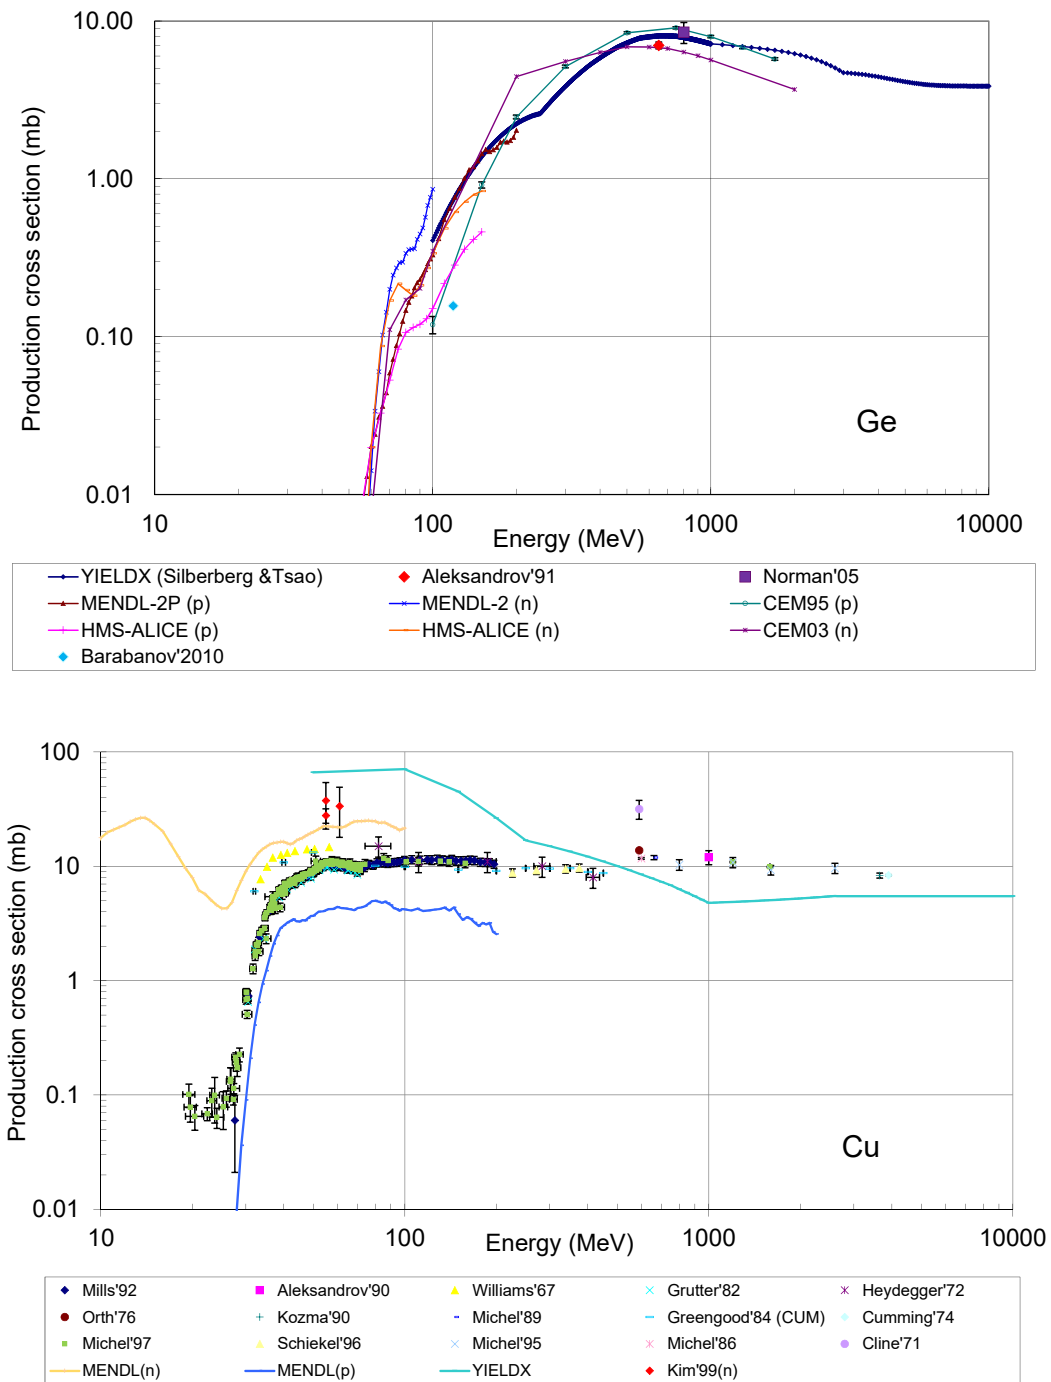 10.00
1.00
0.10
0.01
Production cross section (mb)
Ge
10 100 1000 10000
Energy (MeV)
YIELDX (Silberberg &Tsao) Aleksandrov'91 Norman'05
MENDL-2P (p) MENDL-2 (n) CEM95 (p)
HMS-ALICE (p) HMS-ALICE (n) CEM03 (n)
Barabanov'2010
100
10
1
0.1
0.01
Production cross section (mb)
Cu
10 100 1000 10000
Energy (MeV)
Mills'92 Aleksandrov'90 Williams'67 Grutter'82 Heydegger'72
Orth'76 Kozma'90 Michel'89 Greengood'84 (CUM) Cumming'74
Michel'97 Schiekel'96 Michel'95 Michel'86 Cline'71
MENDL(n) MENDL(p) YIELDX Kim'99(n)